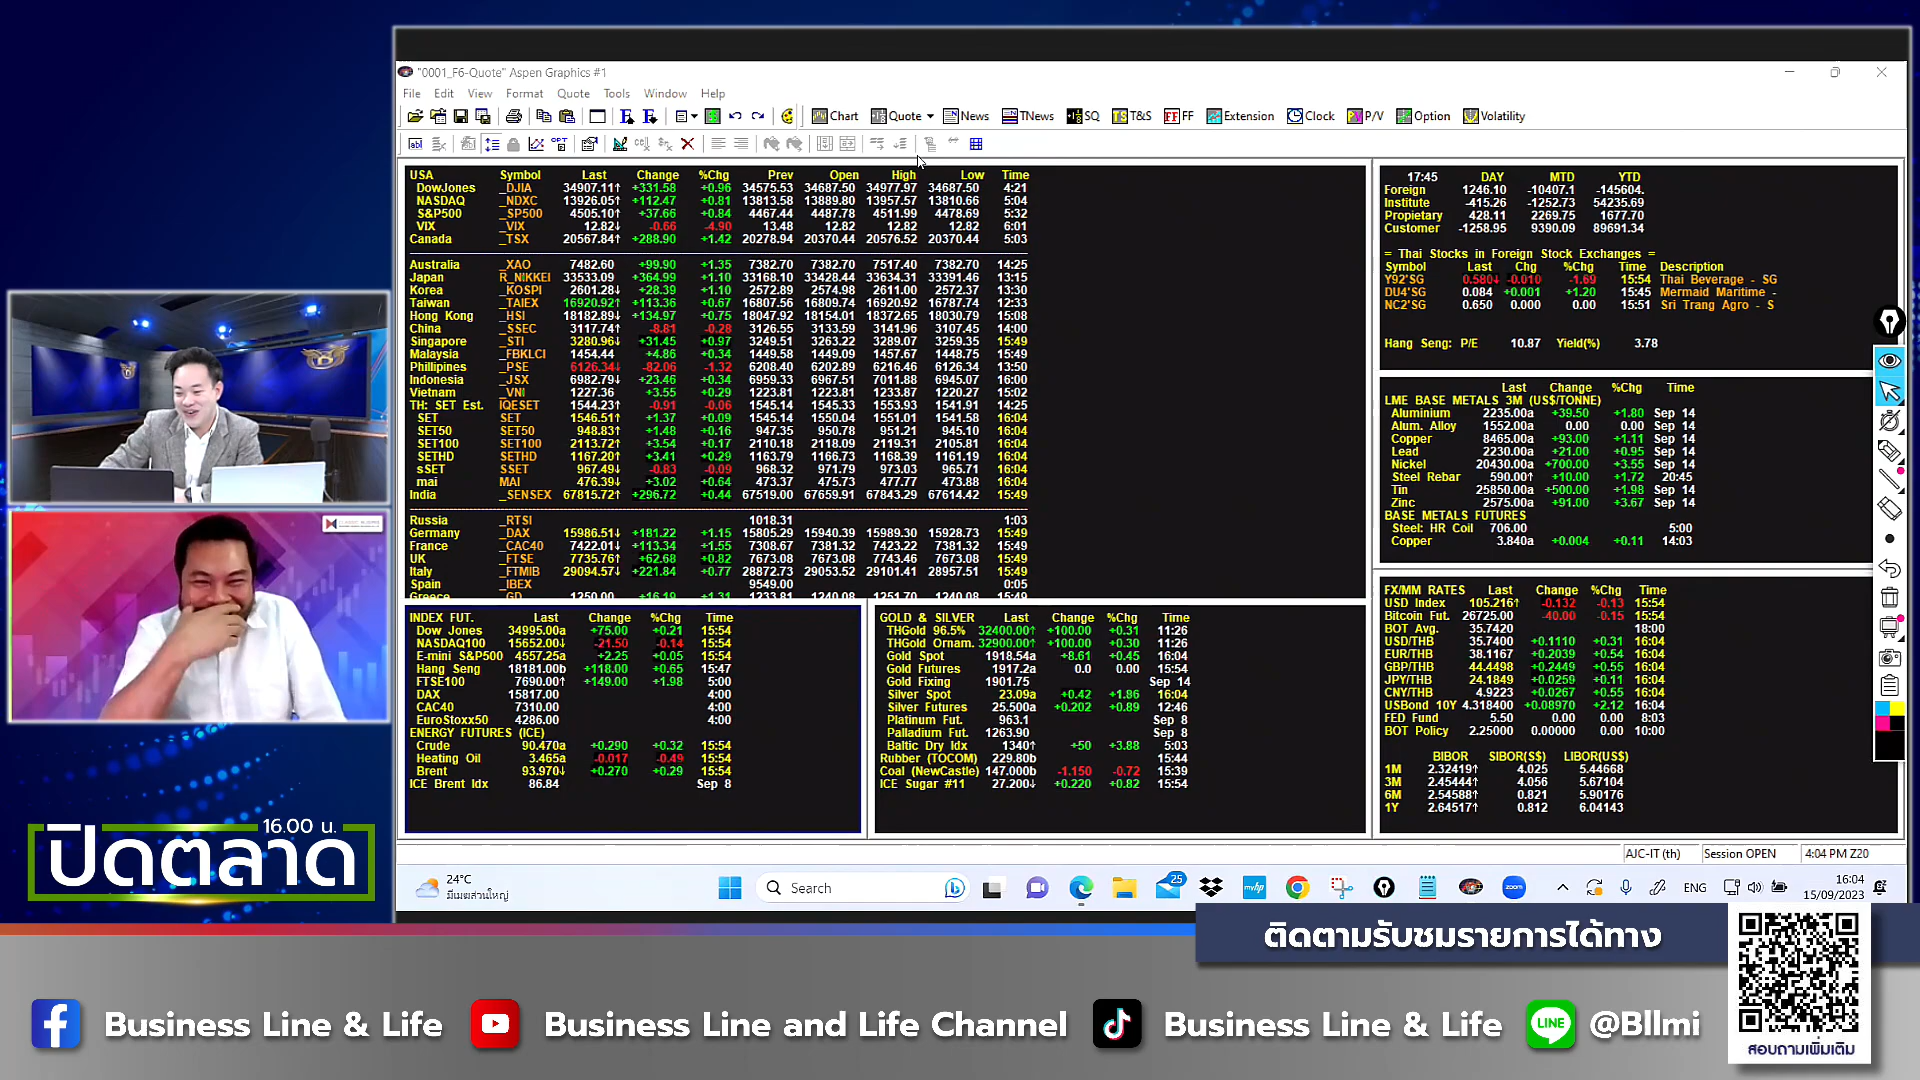 "0001_F6-Quote" Aspen Graphics #1
File Edit View Format Quote Tools Window Help
Chart Quote News TNews SQ T&S FF Extension Clock P/V Option Volatility
USA Symbol Last Change %Chg Prev Open High Low Time
DowJones _DJIA 34907.11↑ +331.58 +0.96 34575.53 34687.50 34977.97 34687.50 4:21
NASDAQ _NDXC 13926.05↑ +112.47 +0.81 13813.58 13889.80 13957.57 13810.66 5:04
S&P500 _SP500 4505.10↑ +37.66 +0.84 4467.44 4487.78 4511.99 4478.69 5:32
VIX _VIX 12.82↓ -0.66 -4.90 13.48 12.82 12.82 12.82 6:01
Canada _TSX 20567.84↑ +288.90 +1.42 20278.94 20370.44 20576.52 20370.44 5:03
Australia _XAO 7482.60 +99.90 +1.35 7382.70 7382.70 7517.40 7382.70 14:25
Japan R_NIKKEI 33533.09 +364.99 +1.10 33168.10 33428.44 33634.31 33391.46 13:15
Korea _KOSPI 2601.28↓ +28.39 +1.10 2572.89 2574.98 2611.00 2572.37 13:30
Taiwan _TAIEX 16920.92↑ +113.36 +0.67 16807.56 16809.74 16920.92 16787.74 12:33
Hong Kong _HSI 18182.89↓ +134.97 +0.75 18047.92 18154.01 18372.65 18030.79 15:08
China _SSEC 3117.74↑ -8.81 -0.28 3126.55 3133.59 3141.96 3107.45 14:00
Singapore _STI 3280.96↓ +31.45 +0.97 3249.51 3263.22 3289.07 3259.35 15:49
Malaysia _FBKLCI 1454.44 +4.86 +0.34 1449.58 1449.09 1457.67 1448.75 15:49
Phillipines _PSE 6126.34↓ -82.06 -1.32 6208.40 6202.89 6216.46 6126.34 13:50
Indonesia _JSX 6982.79↓ +23.46 +0.34 6959.33 6967.51 7011.88 6945.07 16:00
Vietnam _VNI 1227.36 +3.55 +0.29 1223.81 1223.81 1233.87 1220.27 15:02
TH: SET Est. IQESET 1544.23↑ -0.91 -0.06 1545.14 1545.33 1553.93 1541.91 14:25
SET SET 1546.51↑ +1.37 +0.09 1545.14 1550.04 1551.01 1541.58 16:04
SET50 SET50 948.83↑ +1.48 +0.16 947.35 950.78 951.21 945.10 16:04
SET100 SET100 2113.72↑ +3.54 +0.17 2110.18 2118.09 2119.31 2105.81 16:04
SETHD SETHD 1167.20↑ +3.41 +0.29 1163.79 1166.73 1168.39 1161.19 16:04
sSET SSET 967.49↓ -0.83 -0.09 968.32 971.79 973.03 965.71 16:04
mai MAI 476.39↓ +3.02 +0.64 473.37 475.73 477.77 473.88 16:04
India _SENSEX 67815.72↑ +296.72 +0.44 67519.00 67659.91 67843.29 67614.42 15:49
Russia _RTSI 1018.31 1:03
Germany _DAX 15986.51↓ +181.22 +1.15 15805.29 15940.39 15989.30 15928.73 15:49
France _CAC40 7422.01↓ +113.34 +1.55 7308.67 7381.32 7423.22 7381.32 15:49
UK _FTSE 7735.76↑ +62.68 +0.82 7673.08 7673.08 7743.46 7673.08 15:49
Italy _FTMIB 29094.57↓ +221.84 +0.77 28872.73 29053.52 29101.41 28957.51 15:49
Spain _IBEX 9549.00 0:05
Greece _GD 1250.00 +16.19 +1.31 1233.81 1240.08 1251.70 1240.08 15:49
INDEX FUT. Last Change %Chg Time
Dow Jones 34995.00a +75.00 +0.21 15:54
NASDAQ100 15652.00↓ -21.50 -0.14 15:54
E-mini S&P500 4557.25a +2.25 +0.05 15:54
Hang Seng 18181.00b +118.00 +0.65 15:47
FTSE100 7690.00↑ +149.00 +1.98 5:00
DAX 15817.00 4:00
CAC40 7310.00 4:00
EuroStoxx50 4286.00 4:00
ENERGY FUTURES (ICE)
Crude 90.470a +0.290 +0.32 15:54
Heating Oil 3.465a -0.017 -0.49 15:54
Brent 93.970↓ +0.270 +0.29 15:54
ICE Brent Idx 86.84 Sep 8
GOLD & SILVER Last Change %Chg Time
THGold 96.5% 32400.00↑ +100.00 +0.31 11:26
THGold Ornam. 32900.00↑ +100.00 +0.30 11:26
Gold Spot 1918.54a +8.61 +0.45 16:04
Gold Futures 1917.2a 0.0 0.00 15:54
Gold Fixing 1901.75 Sep 14
Silver Spot 23.09a +0.42 +1.86 16:04
Silver Futures 25.500a +0.202 +0.89 12:46
Platinum Fut. 963.1 Sep 8
Palladium Fut. 1263.90 Sep 8
Baltic Dry Idx 1340↑ +50 +3.88 5:03
Rubber (TOCOM) 229.80b 15:44
Coal (NewCastle) 147.000b -1.150 -0.72 15:39
ICE Sugar #11 27.200↓ +0.220 +0.82 15:54
17:45 DAY MTD YTD
Foreign 1246.10 -10407.1 -145604.
Institute -415.26 -1252.73 54235.69
Propietary 428.11 2269.75 1677.70
Customer -1258.95 9390.09 89691.34
= Thai Stocks in Foreign Stock Exchanges =
Symbol Last Chg %Chg Time Description
Y92'SG 0.580↓ -0.010 -1.69 15:54 Thai Beverage - SG
DU4'SG 0.084 +0.001 +1.20 15:45 Mermaid Maritime -
NC2'SG 0.650 0.000 0.00 15:51 Sri Trang Agro - S
Hang Seng: P/E 10.87 Yield(%) 3.78
Last Change %Chg Time
LME BASE METALS 3M (US$/TONNE)
Aluminium 2235.00a +39.50 +1.80 Sep 14
Alum. Alloy 1552.00a 0.00 0.00 Sep 14
Copper 8465.00a +93.00 +1.11 Sep 14
Lead 2230.00a +21.00 +0.95 Sep 14
Nickel 20430.00a +700.00 +3.55 Sep 14
Steel Rebar 590.00↑ +10.00 +1.72 20:45
Tin 25850.00a +500.00 +1.98 Sep 14
Zinc 2575.00a +91.00 +3.67 Sep 14
BASE METALS FUTURES
Steel: HR Coil 706.00 5:00
Copper 3.840a +0.004 +0.11 14:03
FX/MM RATES Last Change %Chg Time
USD Index 105.216↑ -0.132 -0.13 15:54
Bitcoin Fut. 26725.00 -40.00 -0.15 15:54
BOT Avg. 35.7420 18:00
USD/THB 35.7400 +0.1110 +0.31 16:04
EUR/THB 38.1167 +0.2039 +0.54 16:04
GBP/THB 44.4498 +0.2449 +0.55 16:04
JPY/THB 24.1849 +0.0259 +0.11 16:04
CNY/THB 4.9223 +0.0267 +0.55 16:04
USBond 10Y 4.318400 +0.08970 +2.12 16:04
FED Fund 5.50 0.00 0.00 8:03
BOT Policy 2.25000 0.00000 0.00 10:00
BIBOR SIBOR(S$) LIBOR(US$)
1M 2.32419↑ 4.025 5.44668
3M 2.45444↑ 4.056 5.67104
6M 2.54588↑ 0.821 5.90176
1Y 2.64517↑ 0.812 6.04143
AJC-IT (th) Session OPEN 4:04 PM Z20
24°C
มีเมฆส่วนใหญ่
Search
25
ENG
16:04
15/09/2023
16.00 น.
ปิดตลาด
ติดตามรับชมรายการได้ทาง
Business Line & Life
Business Line and Life Channel
Business Line & Life
LINE @Bllmi
สอบถามเพิ่มเติม